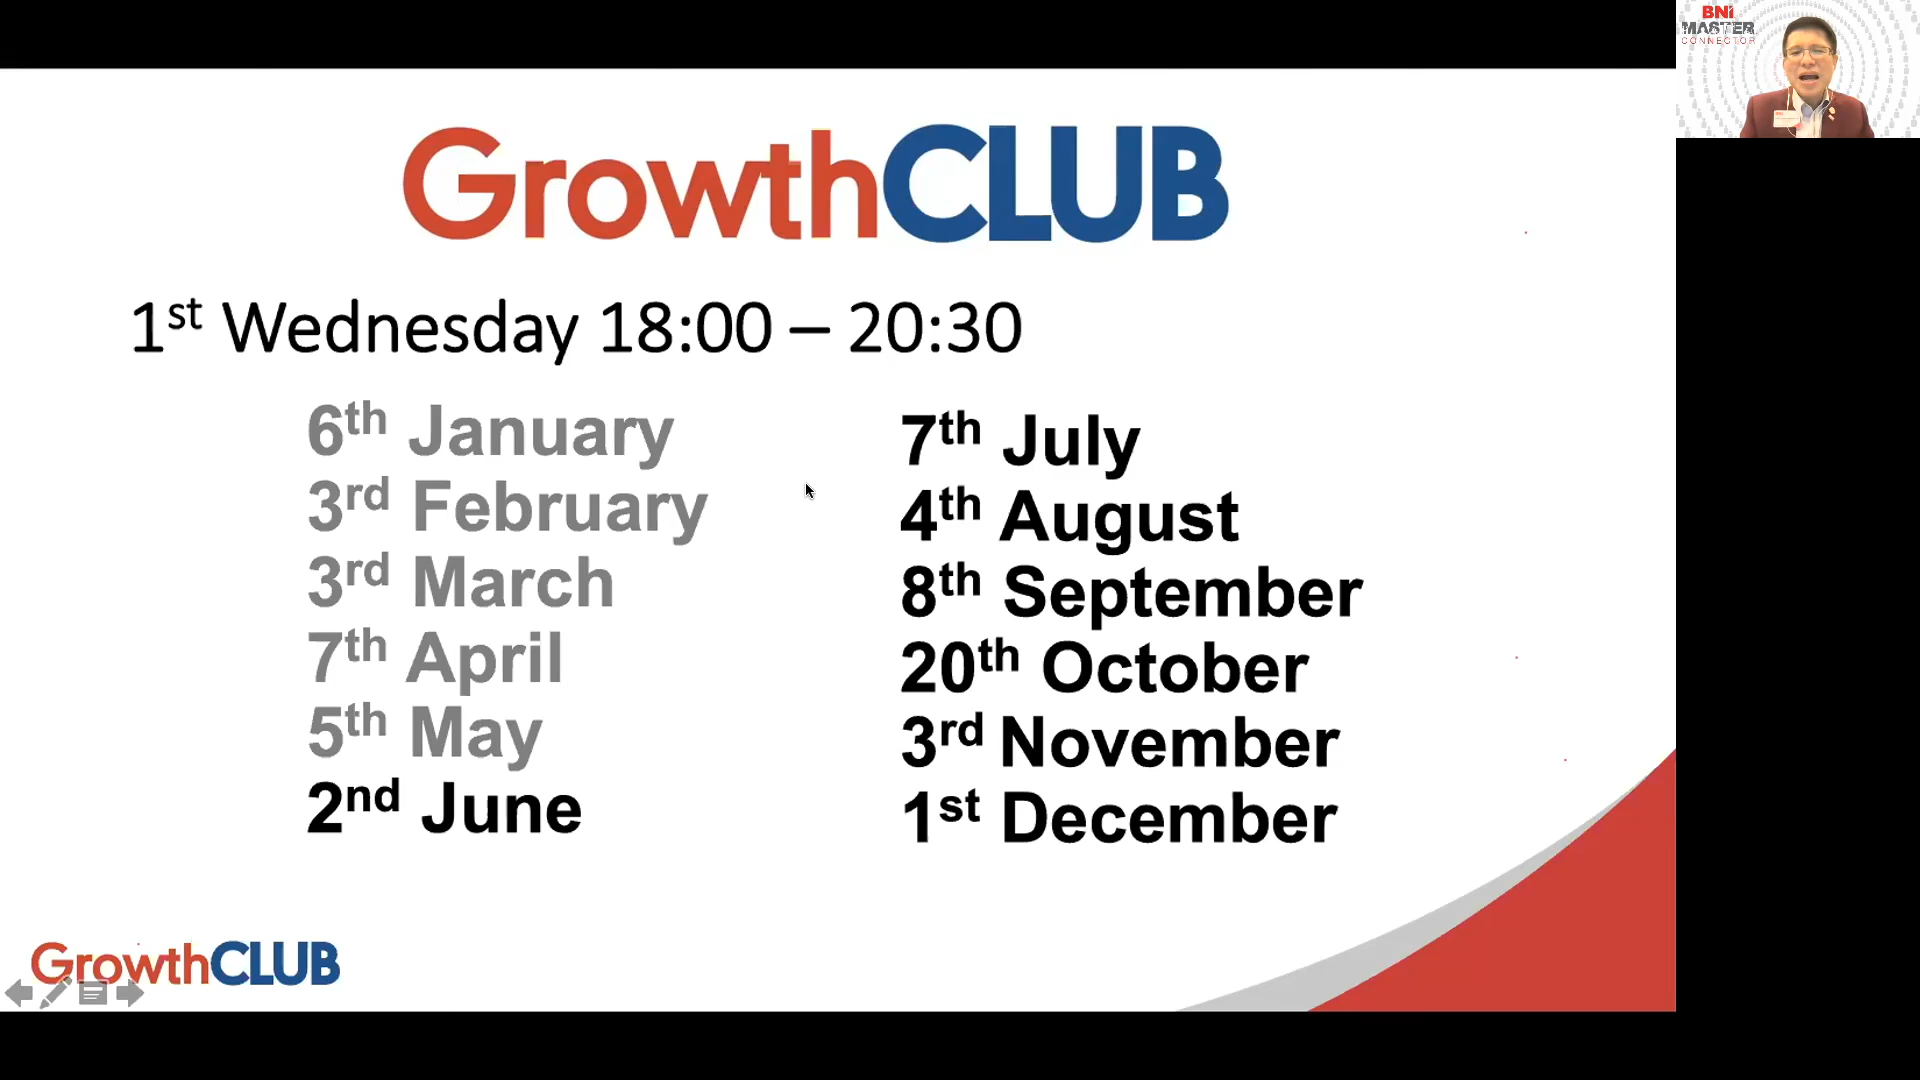 GrowthCLUB
1st Wednesday 18:00 – 20:30
6th January
3rd February
3rd March
7th April
5th May
2nd June
7th July
4th August
8th September
20th October
3rd November
1st December
GrowthCLUB
BNI
MASTER
CONNECTOR
BNI